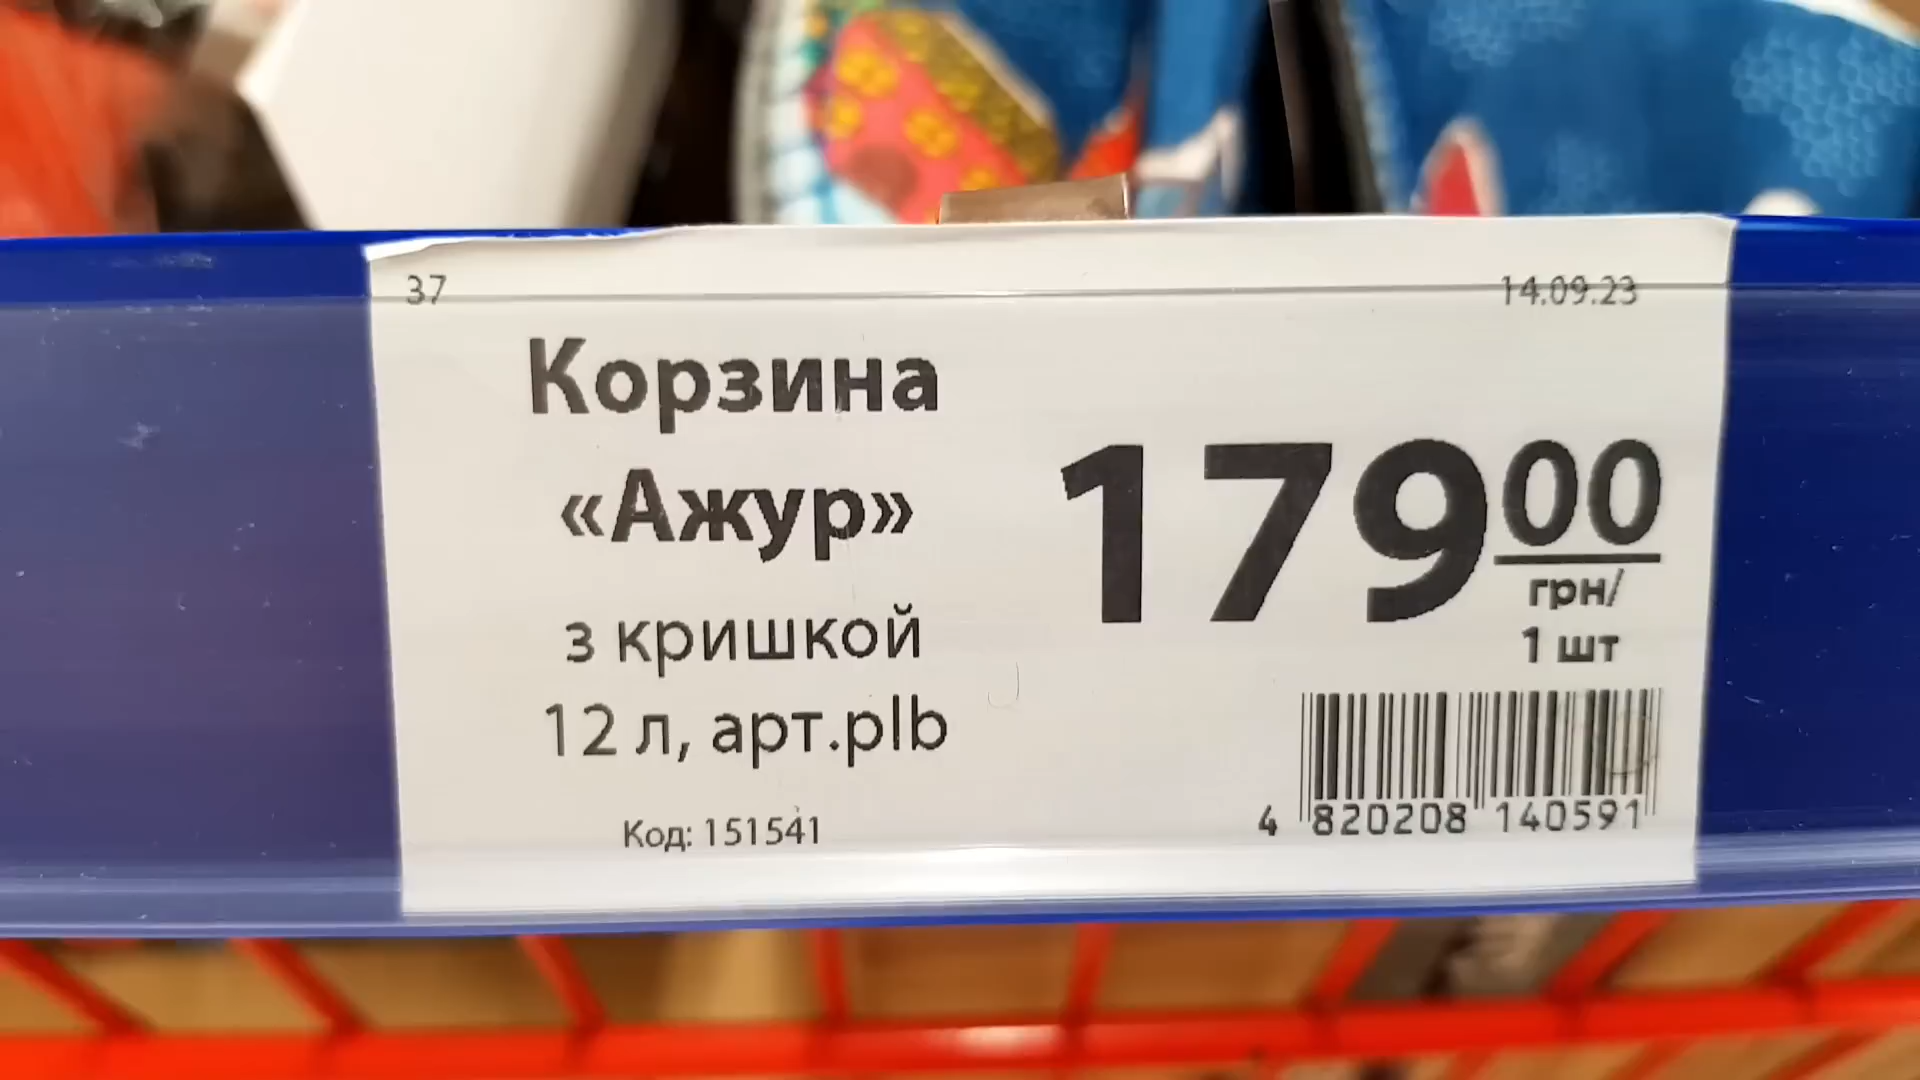 37
14.09.23
Корзина
«Ажур»
з кришкой
12 л, арт.plb
Код: 151541
179 00
грн/
1 шт
4 820208 140591